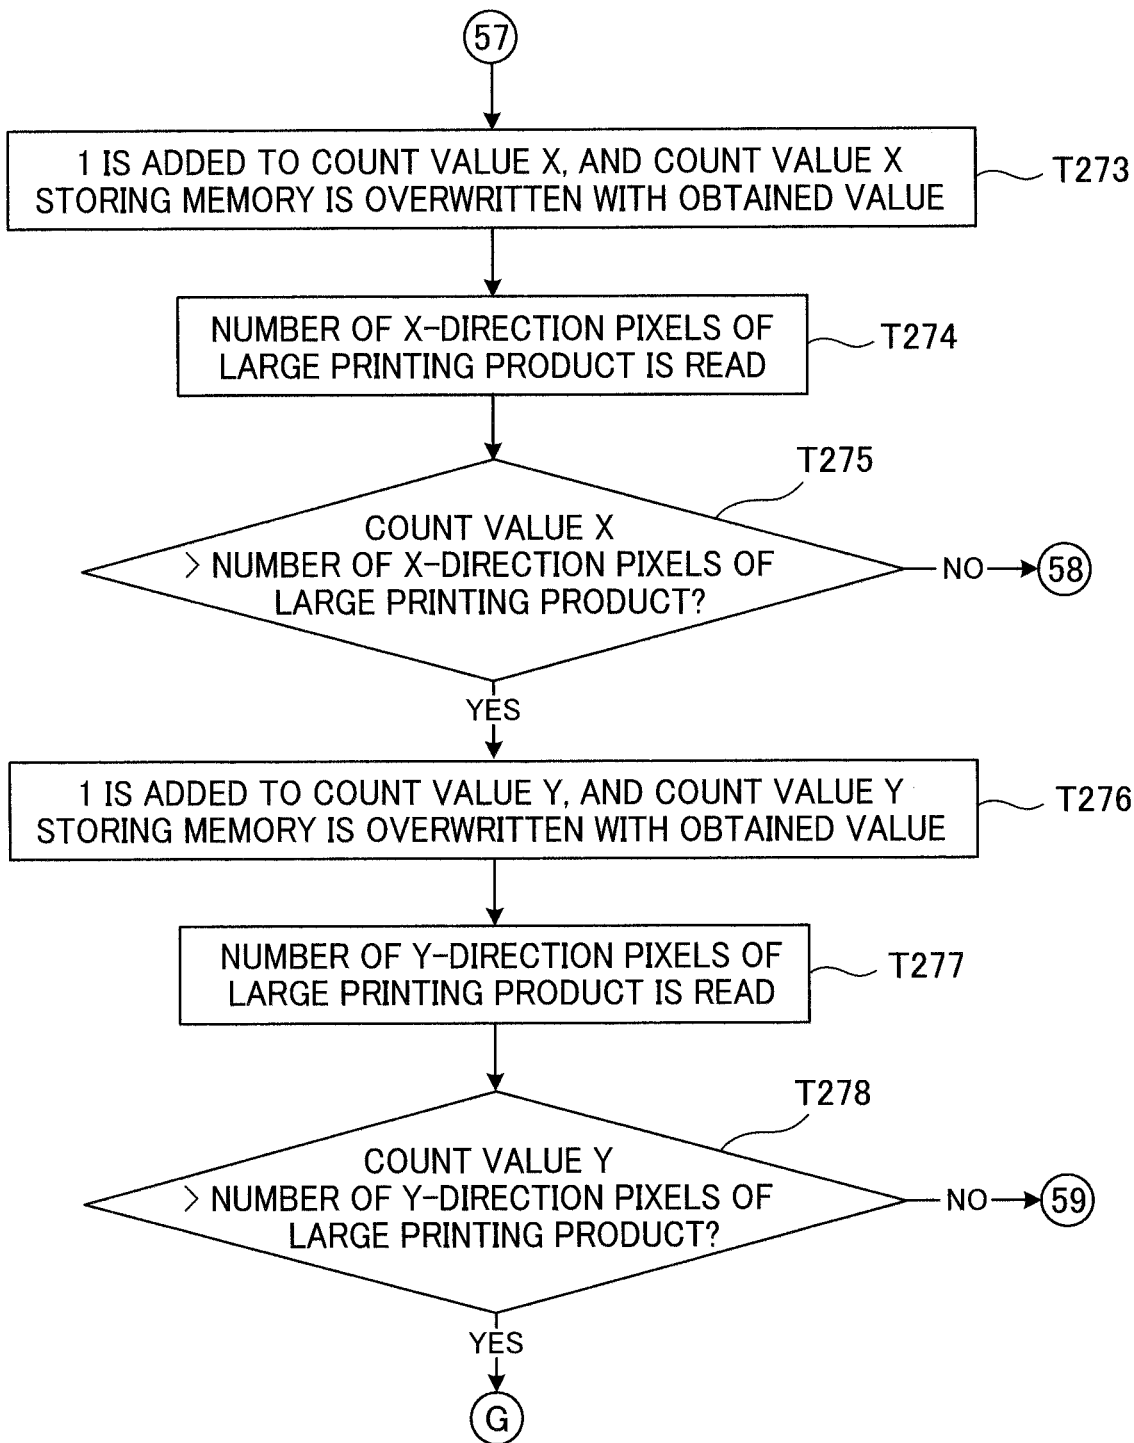 57
1 IS ADDED TO COUNT VALUE X, AND COUNT VALUE X
STORING MEMORY IS OVERWRITTEN WITH OBTAINED VALUE
T273
NUMBER OF X-DIRECTION PIXELS OF
LARGE PRINTING PRODUCT IS READ
T274
T275
COUNT VALUE X
> NUMBER OF X-DIRECTION PIXELS OF
LARGE PRINTING PRODUCT?
NO
58
YES
1 IS ADDED TO COUNT VALUE Y, AND COUNT VALUE Y
STORING MEMORY IS OVERWRITTEN WITH OBTAINED VALUE
T276
NUMBER OF Y-DIRECTION PIXELS OF
LARGE PRINTING PRODUCT IS READ
T277
T278
COUNT VALUE Y
> NUMBER OF Y-DIRECTION PIXELS OF
LARGE PRINTING PRODUCT?
NO
59
YES
G